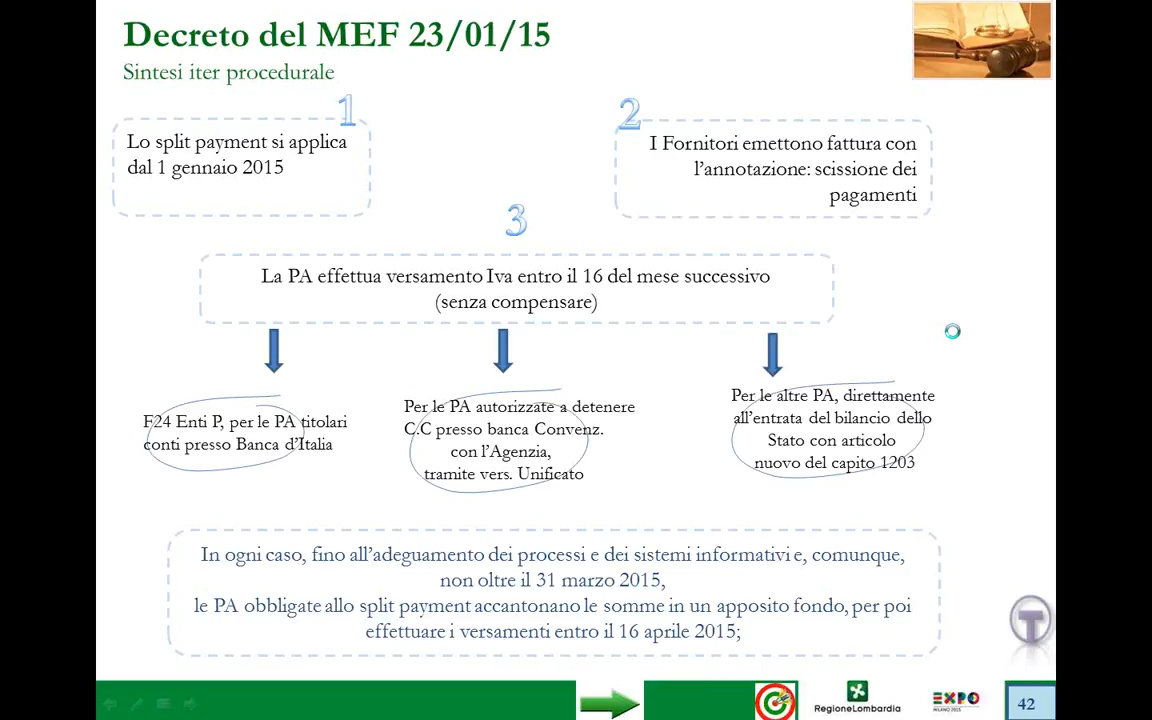 Decreto del MEF 23/01/15
Sintesi iter procedurale
1
Lo split payment si applica
dal 1 gennaio 2015
2
I Fornitori emettono fattura con
l’annotazione: scissione dei
pagamenti
3
La PA effettua versamento Iva entro il 16 del mese successivo
(senza compensare)
F24 Enti P, per le PA titolari
conti presso Banca d’Italia
Per le PA autorizzate a detenere
C.C presso banca Convenz.
con l’Agenzia,
tramite vers. Unificato
Per le altre PA, direttamente
all’entrata del bilancio dello
Stato con articolo
nuovo del capito 1203
In ogni caso, fino all’adeguamento dei processi e dei sistemi informativi e, comunque,
non oltre il 31 marzo 2015,
le PA obbligate allo split payment accantonano le somme in un apposito fondo, per poi
effettuare i versamenti entro il 16 aprile 2015;
T
RegioneLombardia
EXPO
MILANO 2015
42